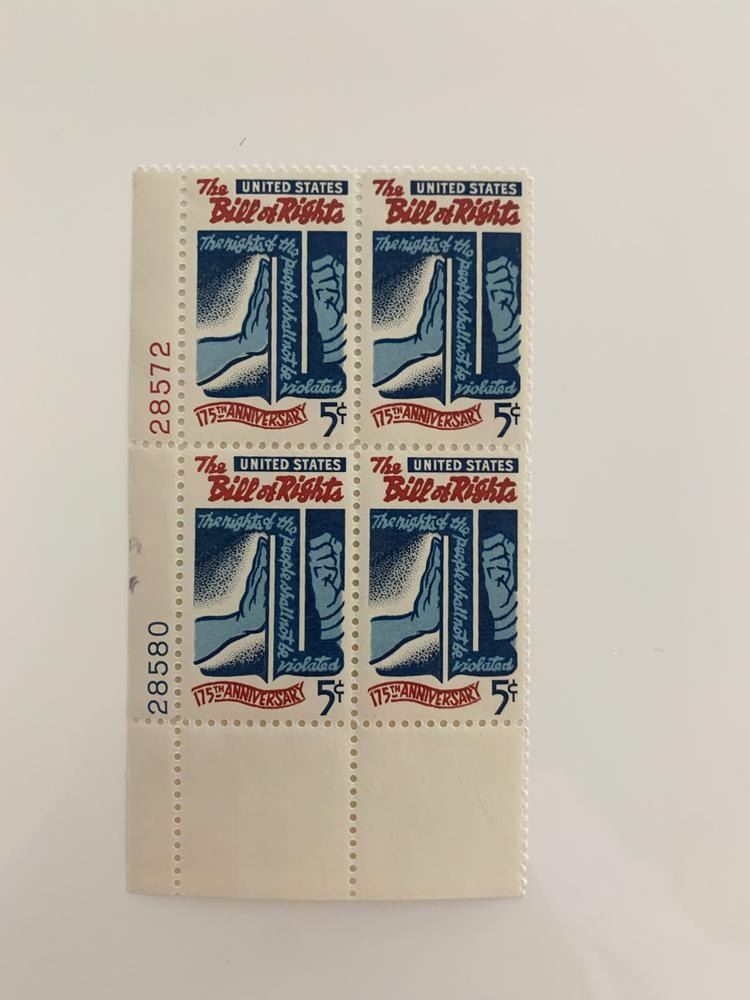 The UNITED STATES
Bill of Rights
The rights of the
people shall not be
violated
175TH ANNIVERSARY 5¢
The UNITED STATES
Bill of Rights
The rights of the
people shall not be
violated
175TH ANNIVERSARY 5¢
28572
The UNITED STATES
Bill of Rights
The rights of the
people shall not be
violated
175TH ANNIVERSARY 5¢
The UNITED STATES
Bill of Rights
The rights of the
people shall not be
violated
175TH ANNIVERSARY 5¢
28580